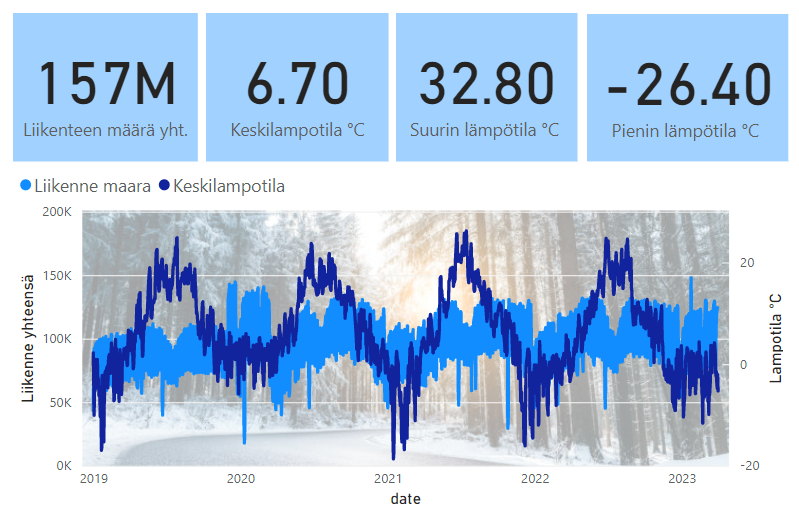 157M
Liikenteen määrä yht.
6.70
Keskilampotila °C
32.80
Suurin lämpötila °C
-26.40
Pienin lämpötila °C
Liikenne maara Keskilampotila
200K
150K
100K
50K
0K
Liikenne yhteensä
20
0
-20
Lampotila °C
2019 2020 2021 2022 2023
date